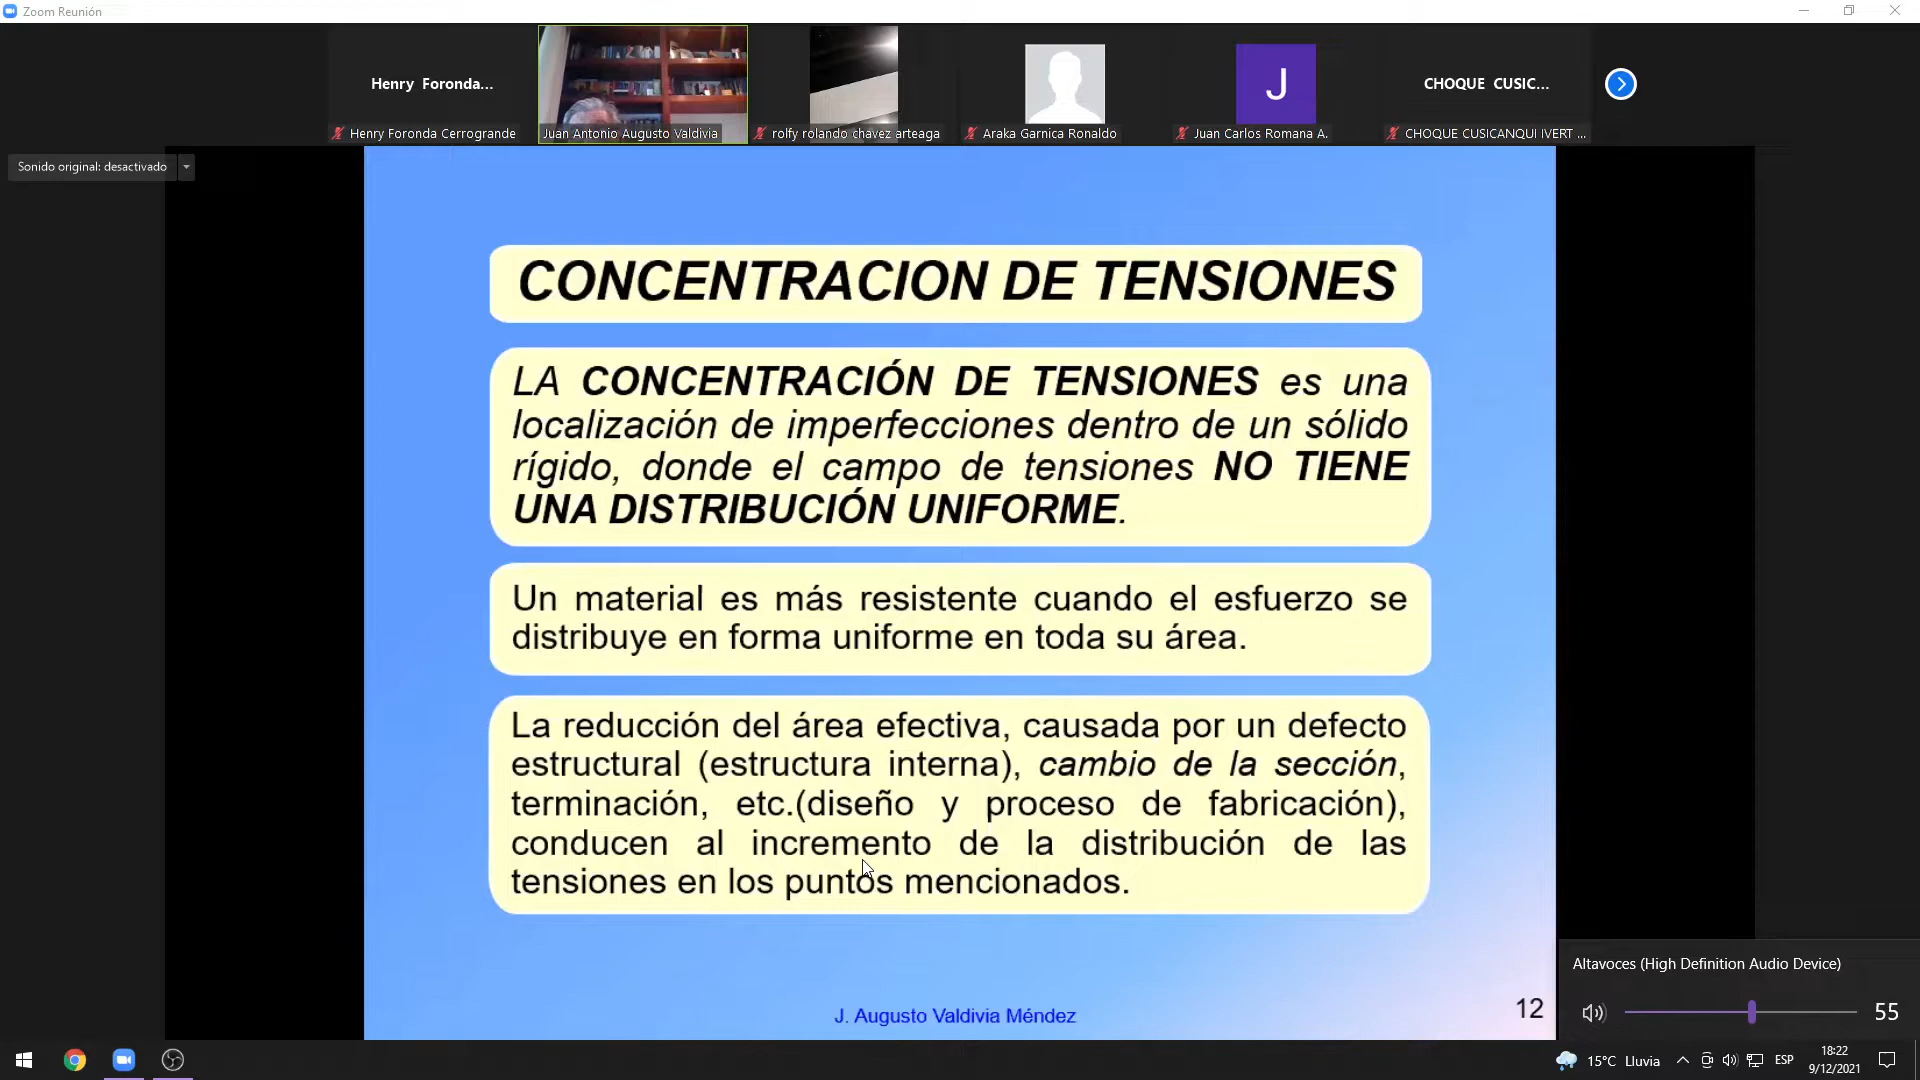 Zoom Reunión
Henry Foronda...
CHOQUE CUSIC...
J
Henry Foronda Cerrogrande
Juan Antonio Augusto Valdivia
rolfy rolando chavez arteaga
Araka Garnica Ronaldo
Juan Carlos Romana A.
CHOQUE CUSICANQUI IVERT ...
Sonido original: desactivado
CONCENTRACION DE TENSIONES
LA CONCENTRACIÓN DE TENSIONES es una
localización de imperfecciones dentro de un sólido
rígido, donde el campo de tensiones NO TIENE
UNA DISTRIBUCIÓN UNIFORME.
Un material es más resistente cuando el esfuerzo se
distribuye en forma uniforme en toda su área.
La reducción del área efectiva, causada por un defecto
estructural (estructura interna), cambio de la sección,
terminación, etc.(diseño y proceso de fabricación),
conducen al incremento de la distribución de las
tensiones en los puntos mencionados.
J. Augusto Valdivia Méndez
12
Altavoces (High Definition Audio Device)
55
15°C Lluvia
ESP
18:22
9/12/2021